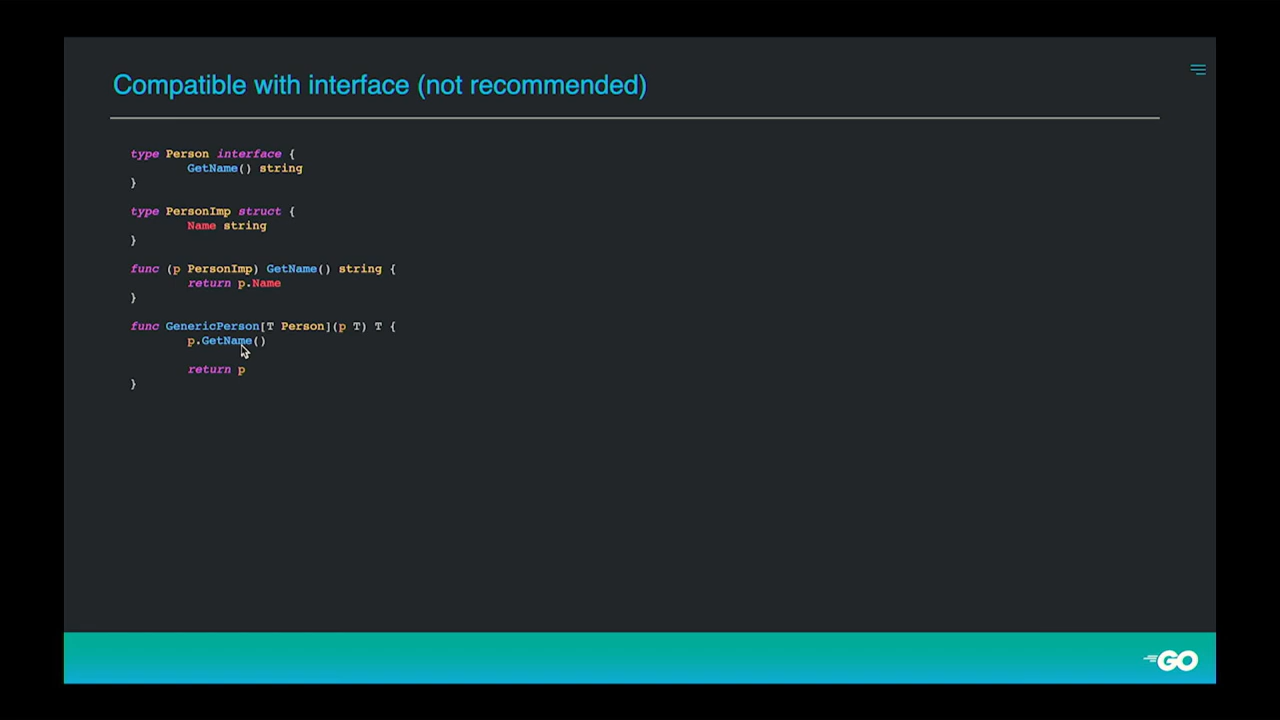 Compatible with interface (not recommended)
type Person interface {
GetName() string
}
type PersonImp struct {
Name string
}
func (p PersonImp) GetName() string {
return p.Name
}
func GenericPerson[T Person](p T) T {
p.GetName()
return p
}
GO